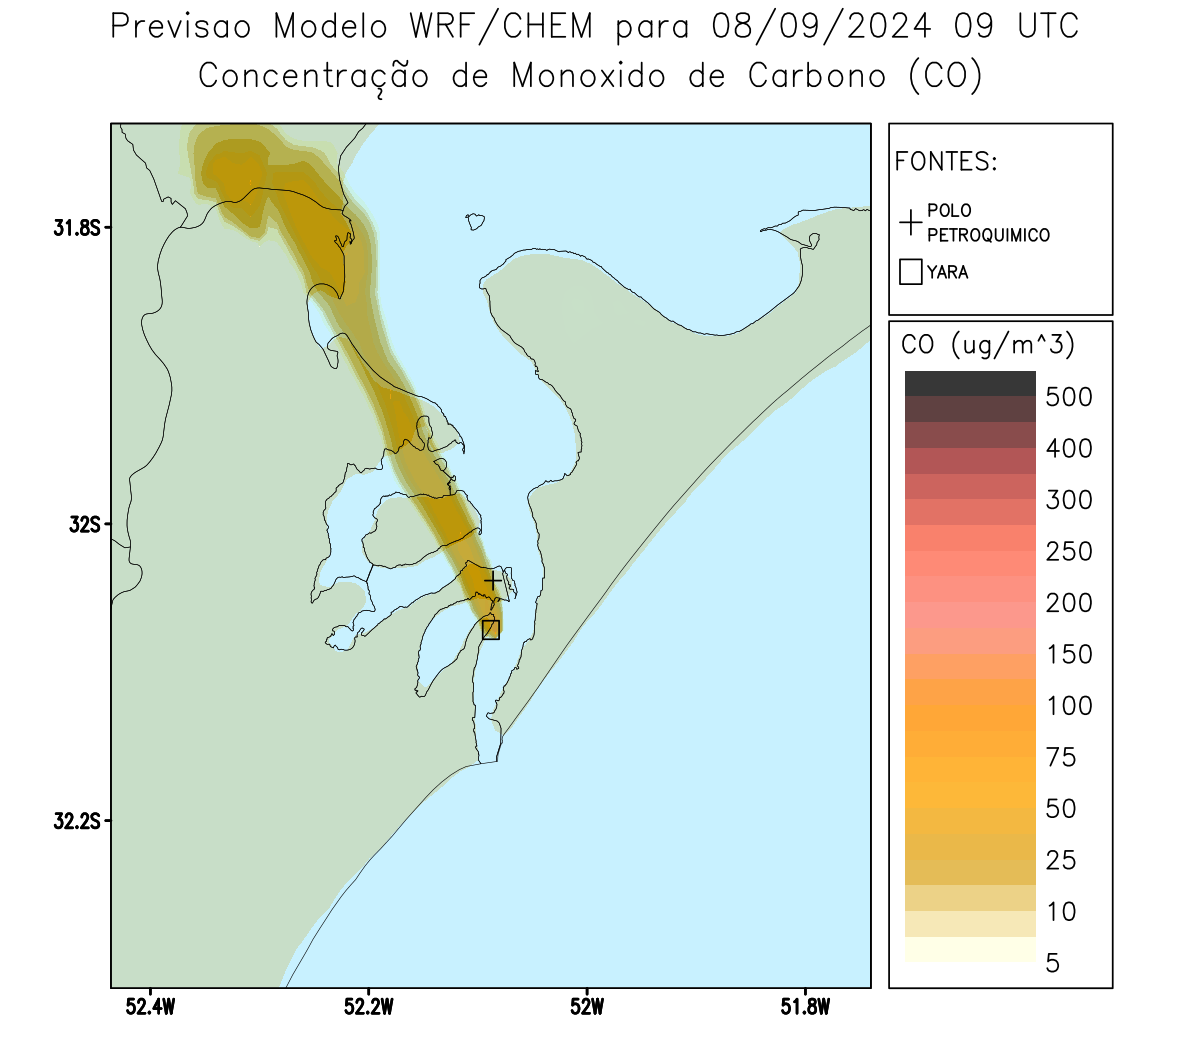 Previsao Modelo WRF/CHEM para 08/09/2024 09 UTC
Concentração de Monoxido de Carbono (CO)
FONTES:
POLO
PETROQUIMICO
YARA
CO (ug/m^3)
500
400
300
250
200
150
100
75
50
25
10
5
31.8S
32S
32.2S
52.4W
52.2W
52W
51.8W